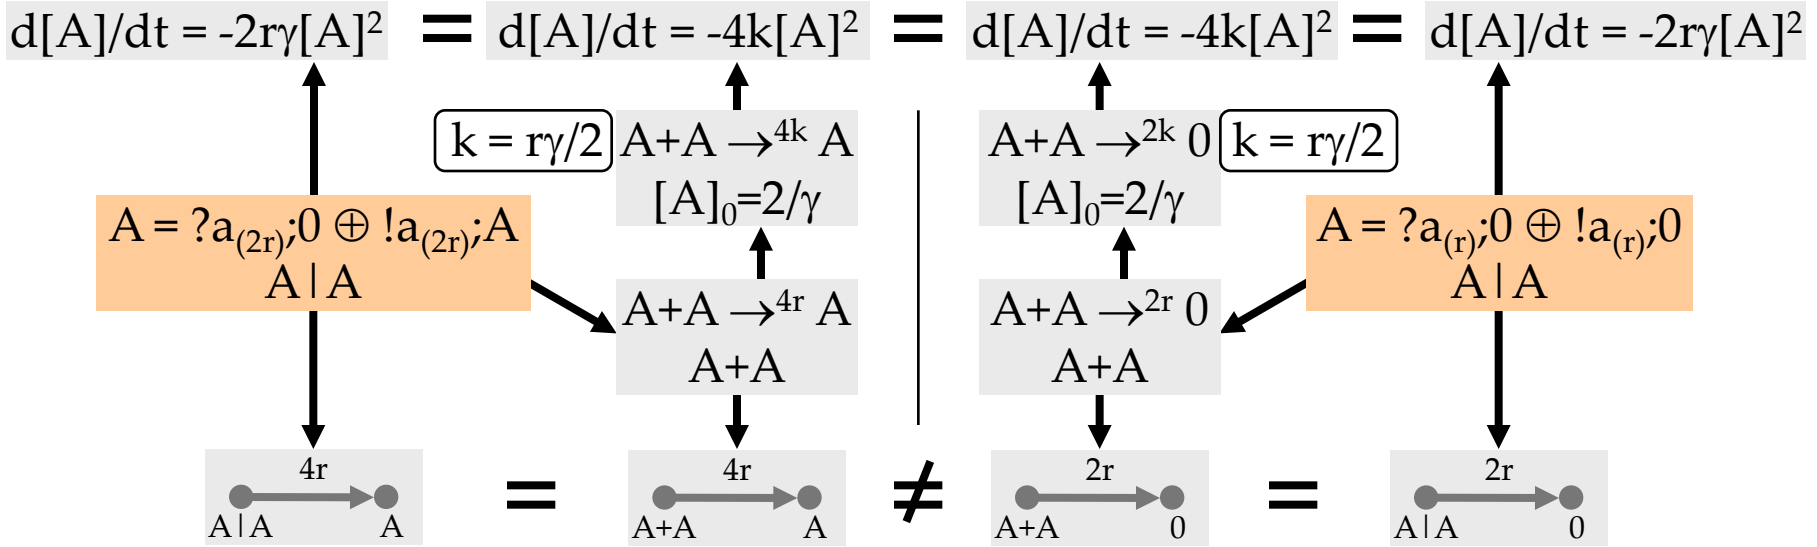 d[A]/dt = -2rγ[A]² = d[A]/dt = -4k[A]² = d[A]/dt = -4k[A]² = d[A]/dt = -2rγ[A]²
k = rγ/2
A+A →⁴ᵏ A
[A]₀=2/γ
A+A →²ᵏ 0
[A]₀=2/γ
k = rγ/2
A = ?a₍₂ᵣ₎;0 ⊕ !a₍₂ᵣ₎;A
A | A
A = ?a₍ᵣ₎;0 ⊕ !a₍ᵣ₎;0
A | A
A+A →⁴ʳ A
A+A
A+A →²ʳ 0
A+A
4r
A | A A
=
4r
A+A A
≠
2r
A+A 0
=
2r
A | A 0